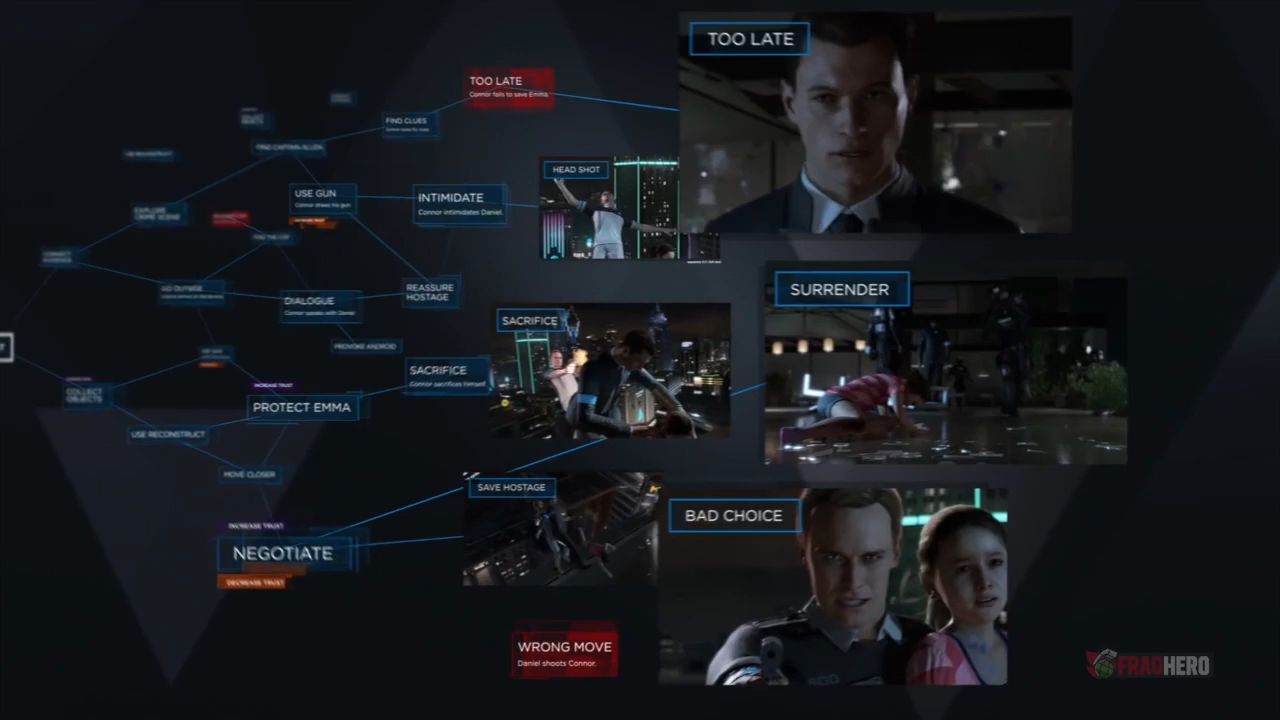 TOO LATE
TOO LATE
Connor fails to save Emma.
FIND CLUES
FIND CAPTAIN ALLEN
HEAD SHOT
USE GUN
Connor draws his gun
INTIMIDATE
Connor intimidates Daniel.
EXPLORE
CRIME SCENE
GO OUTSIDE
DIALOGUE
Connor speaks with Daniel
REASSURE
HOSTAGE
SURRENDER
SACRIFICE
PROVOKE ANDROID
SACRIFICE
Connor sacrifices himself.
COLLECT
OBJECTS
INCREASE TRUST
PROTECT EMMA
USE RECONSTRUCT
MOVE CLOSER
SAVE HOSTAGE
BAD CHOICE
INCREASE TRUST
NEGOTIATE
DECREASE TRUST
WRONG MOVE
Daniel shoots Connor.
FRAGHERO